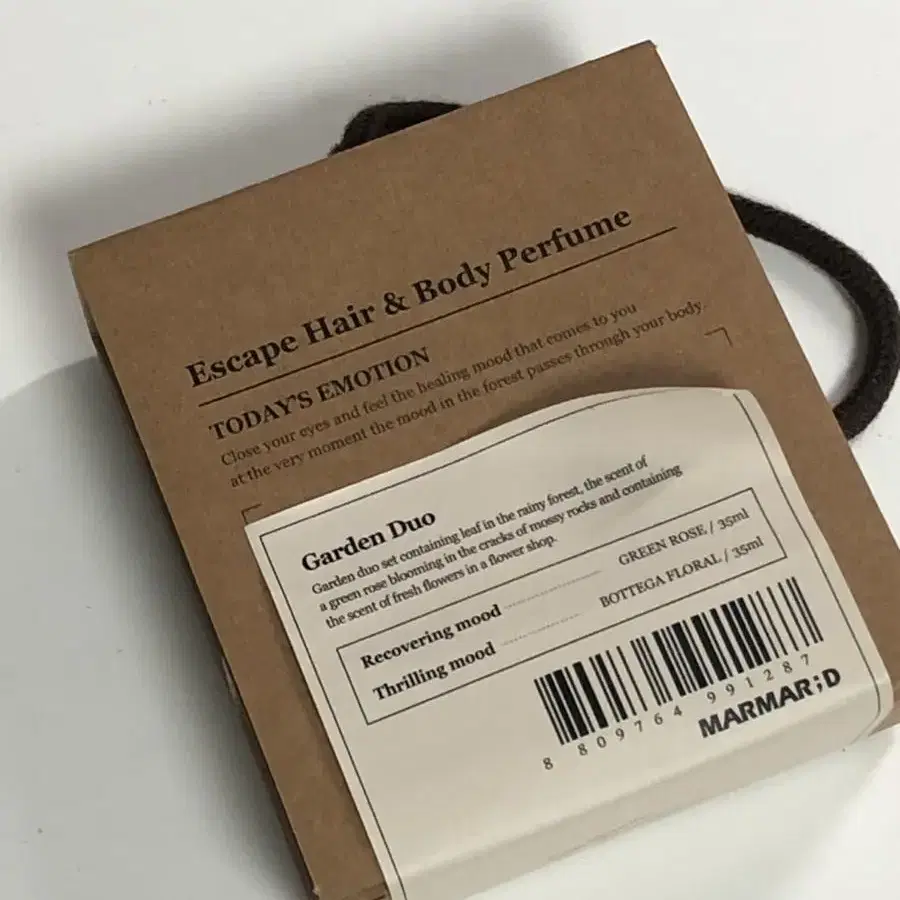 Escape Hair & Body Perfume
TODAY'S EMOTION
Close your eyes and feel the healing mood that comes to you
at the very moment the mood in the forest passes through your body.
Garden Duo
Garden duo set containing leaf in the rainy forest, the scent of
a green rose blooming in the cracks of mossy rocks and containing
the scent of fresh flowers in a flower shop.
Recovering mood ........................ GREEN ROSE / 35ml
Thrilling mood ........................ BOTTEGA FLORAL / 35ml
8 809764 991287
MARMAR;D